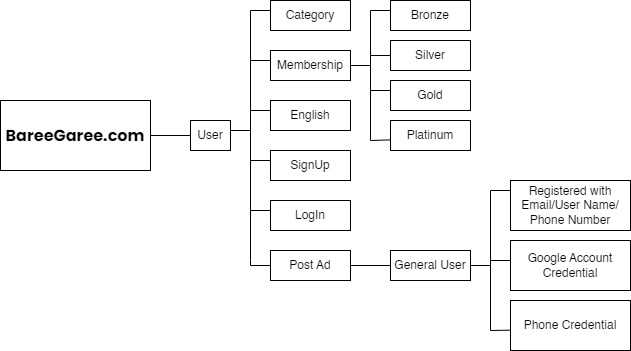 BareeGaree.com
User
Category
Membership
English
SignUp
LogIn
Post Ad
Bronze
Silver
Gold
Platinum
General User
Registered with
Email/User Name/
Phone Number
Google Account
Credential
Phone Credential